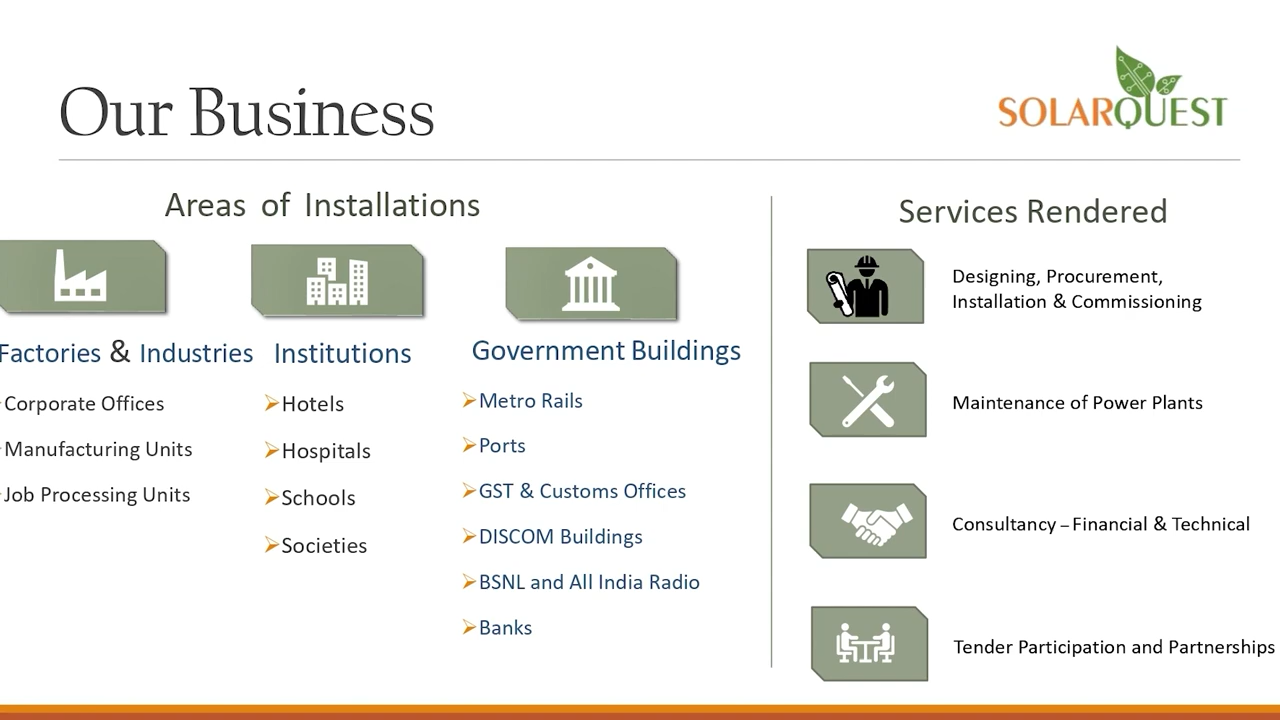 Our Business
SOLARQUEST
Areas of Installations
Factories & Industries
Corporate Offices
Manufacturing Units
Job Processing Units
Institutions
Hotels
Hospitals
Schools
Societies
Government Buildings
Metro Rails
Ports
GST & Customs Offices
DISCOM Buildings
BSNL and All India Radio
Banks
Services Rendered
Designing, Procurement,
Installation & Commissioning
Maintenance of Power Plants
Consultancy – Financial & Technical
Tender Participation and Partnerships